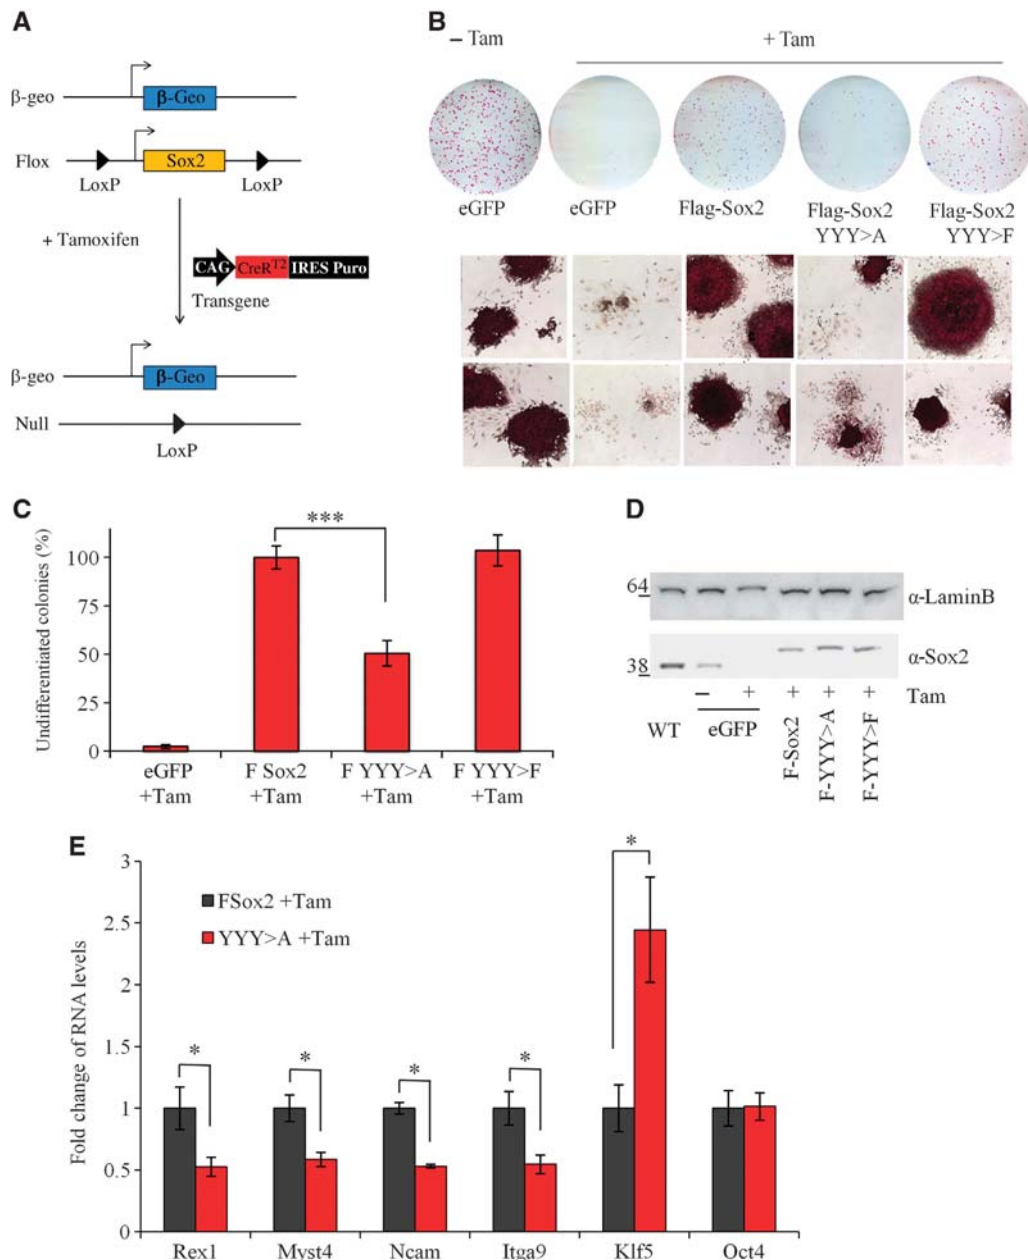 A
β-geo
β-Geo
Flox
Sox2
LoxP
LoxP
+ Tamoxifen
CAG
CreR^T2
IRES Puro
Transgene
β-geo
β-Geo
Null
LoxP
B
– Tam
+ Tam
eGFP
eGFP
Flag-Sox2
Flag-Sox2
YYY>A
Flag-Sox2
YYY>F
C
Undifferentiated colonies (%)
100
75
50
25
0
***
eGFP
+Tam
F Sox2
+Tam
F YYY>A
+Tam
F YYY>F
+Tam
D
64
α-LaminB
38
α-Sox2
– + + + + Tam
WT
eGFP
F-Sox2
F-YYY>A
F-YYY>F
E
Fold change of RNA levels
3
2.5
2
1.5
1
0.5
0
FSox2 +Tam
YYY>A +Tam
* * * * *
Rex1 Myst4 Ncam Itga9 Klf5 Oct4